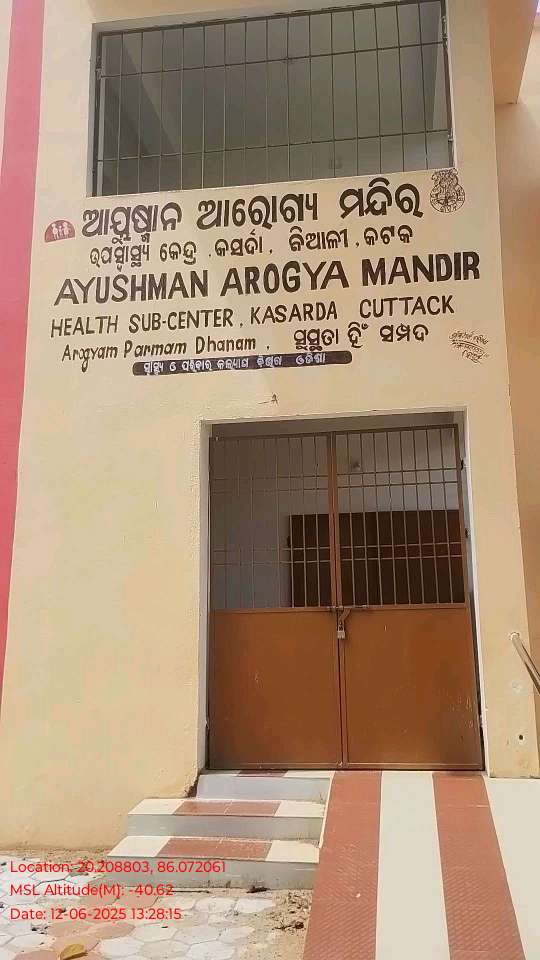 ଆୟୁଷ୍ମାନ ଆରୋଗ୍ୟ ମନ୍ଦିର
ଉପସ୍ୱାସ୍ଥ୍ୟ କେନ୍ଦ୍ର ,କସର୍ଦା , ନିଆଳୀ ,କଟକ
AYUSHMAN AROGYA MANDIR
HEALTH SUB-CENTER, KASARDA CUTTACK
Arogyam Parmam Dhanam , ସୁସ୍ଥତା ହିଁ ସମ୍ପଦ
ସ୍ୱାସ୍ଥ୍ୟ ଓ ପରିବାର କଲ୍ୟାଣ ବିଭାଗ ଓଡିଶା
Location: 20.208803, 86.072061
MSL Altitude(M): -40.62
Date: 12-06-2025 13:28:15